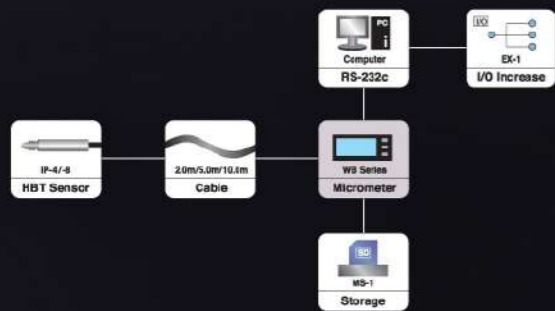 PC
Computer
RS-232c
I/O
EX-1
I/O Increase
IP-4/-8
HBT Sensor
2.0m/5.0m/10.0m
Cable
WB Series
Micrometer
SD
MS-1
Storage